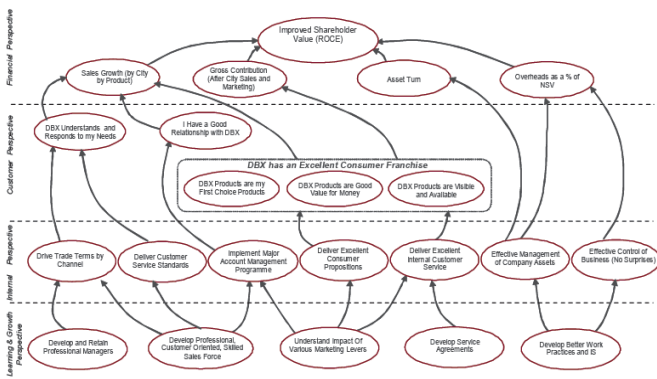 Financial Perspective
Improved Shareholder
Value (ROCE)
Sales Growth (by City
by Product)
Gross Contribution
(After City Sales and
Marketing)
Asset Turn
Overheads as a % of
NSV
Customer Perspective
DBX Understands and
Responds to my Needs
I Have a Good
Relationship with DBX
DBX has an Excellent Consumer Franchise
DBX Products are my
First Choice Products
DBX Products are Good
Value for Money
DBX Products are Visible
and Available
Internal Perspective
Drive Trade Terms by
Channel
Deliver Customer
Service Standards
Implement Major
Account Management
Programme
Deliver Excellent
Consumer
Propositions
Deliver Excellent
Internal Customer
Service
Effective Management
of Company Assets
Effective Control of
Business (No Surprises)
Learning & Growth
Perspective
Develop and Retain
Professional Managers
Develop Professional,
Customer Oriented, Skilled
Sales Force
Understand Impact Of
Various Marketing Levers
Develop Service
Agreements
Develop Better Work
Practices and IS